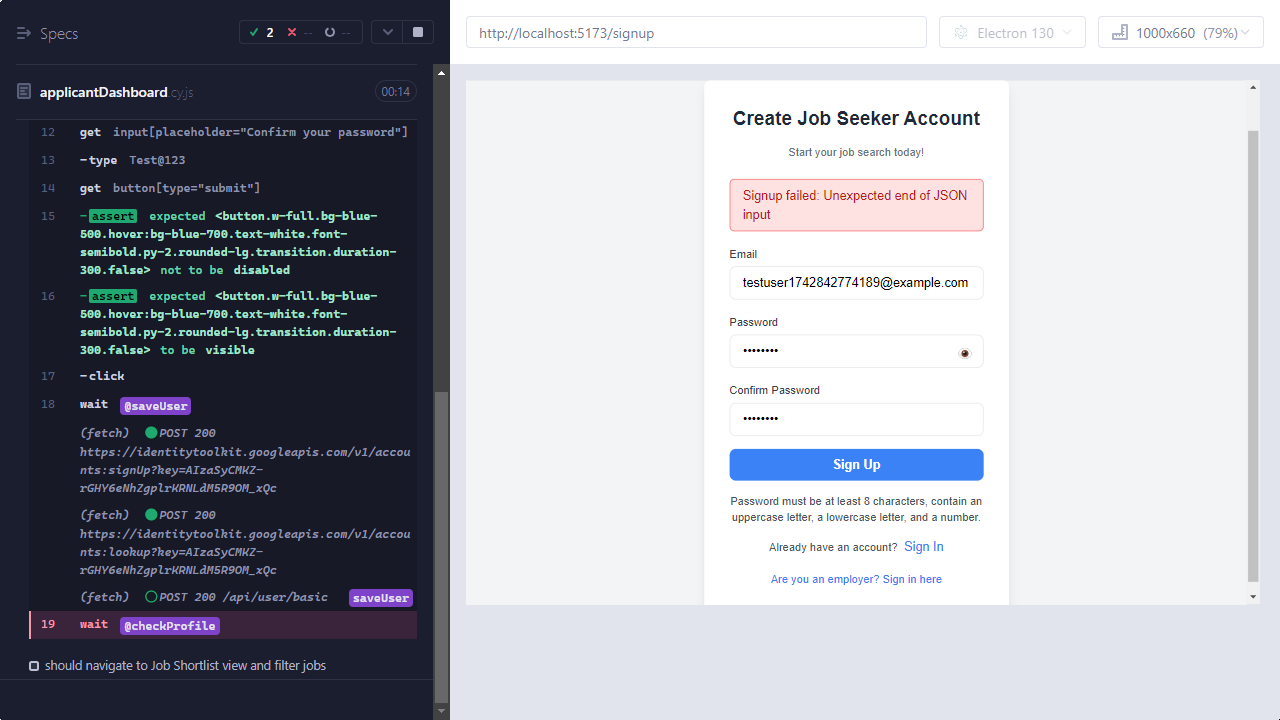 Specs
2
--
--
applicantDashboard.cy.js
00:14
12 get input[placeholder="Confirm your password"]
13 -type Test@123
14 get button[type="submit"]
15 -assert expected <button.w-full.bg-blue-
500.hover:bg-blue-700.text-white.font-
semibold.py-2.rounded-lg.transition.duration-
300.false> not to be disabled
16 -assert expected <button.w-full.bg-blue-
500.hover:bg-blue-700.text-white.font-
semibold.py-2.rounded-lg.transition.duration-
300.false> to be visible
17 -click
18 wait @saveUser
(fetch) POST 200
https://identitytoolkit.googleapis.com/v1/accou
nts:signUp?key=AIzaSyCMKZ-
rGHY6eNhZgplrKRNLdM5R9OM_xQc
(fetch) POST 200
https://identitytoolkit.googleapis.com/v1/accou
nts:lookup?key=AIzaSyCMKZ-
rGHY6eNhZgplrKRNLdM5R9OM_xQc
(fetch) POST 200 /api/user/basic saveUser
19 wait @checkProfile
should navigate to Job Shortlist view and filter jobs
http://localhost:5173/signup
Electron 130
1000x660 (79%)
Create Job Seeker Account
Start your job search today!
Signup failed: Unexpected end of JSON
input
Email
testuser1742842774189@example.com
Password
••••••••
Confirm Password
••••••••
Sign Up
Password must be at least 8 characters, contain an
uppercase letter, a lowercase letter, and a number.
Already have an account? Sign In
Are you an employer? Sign in here